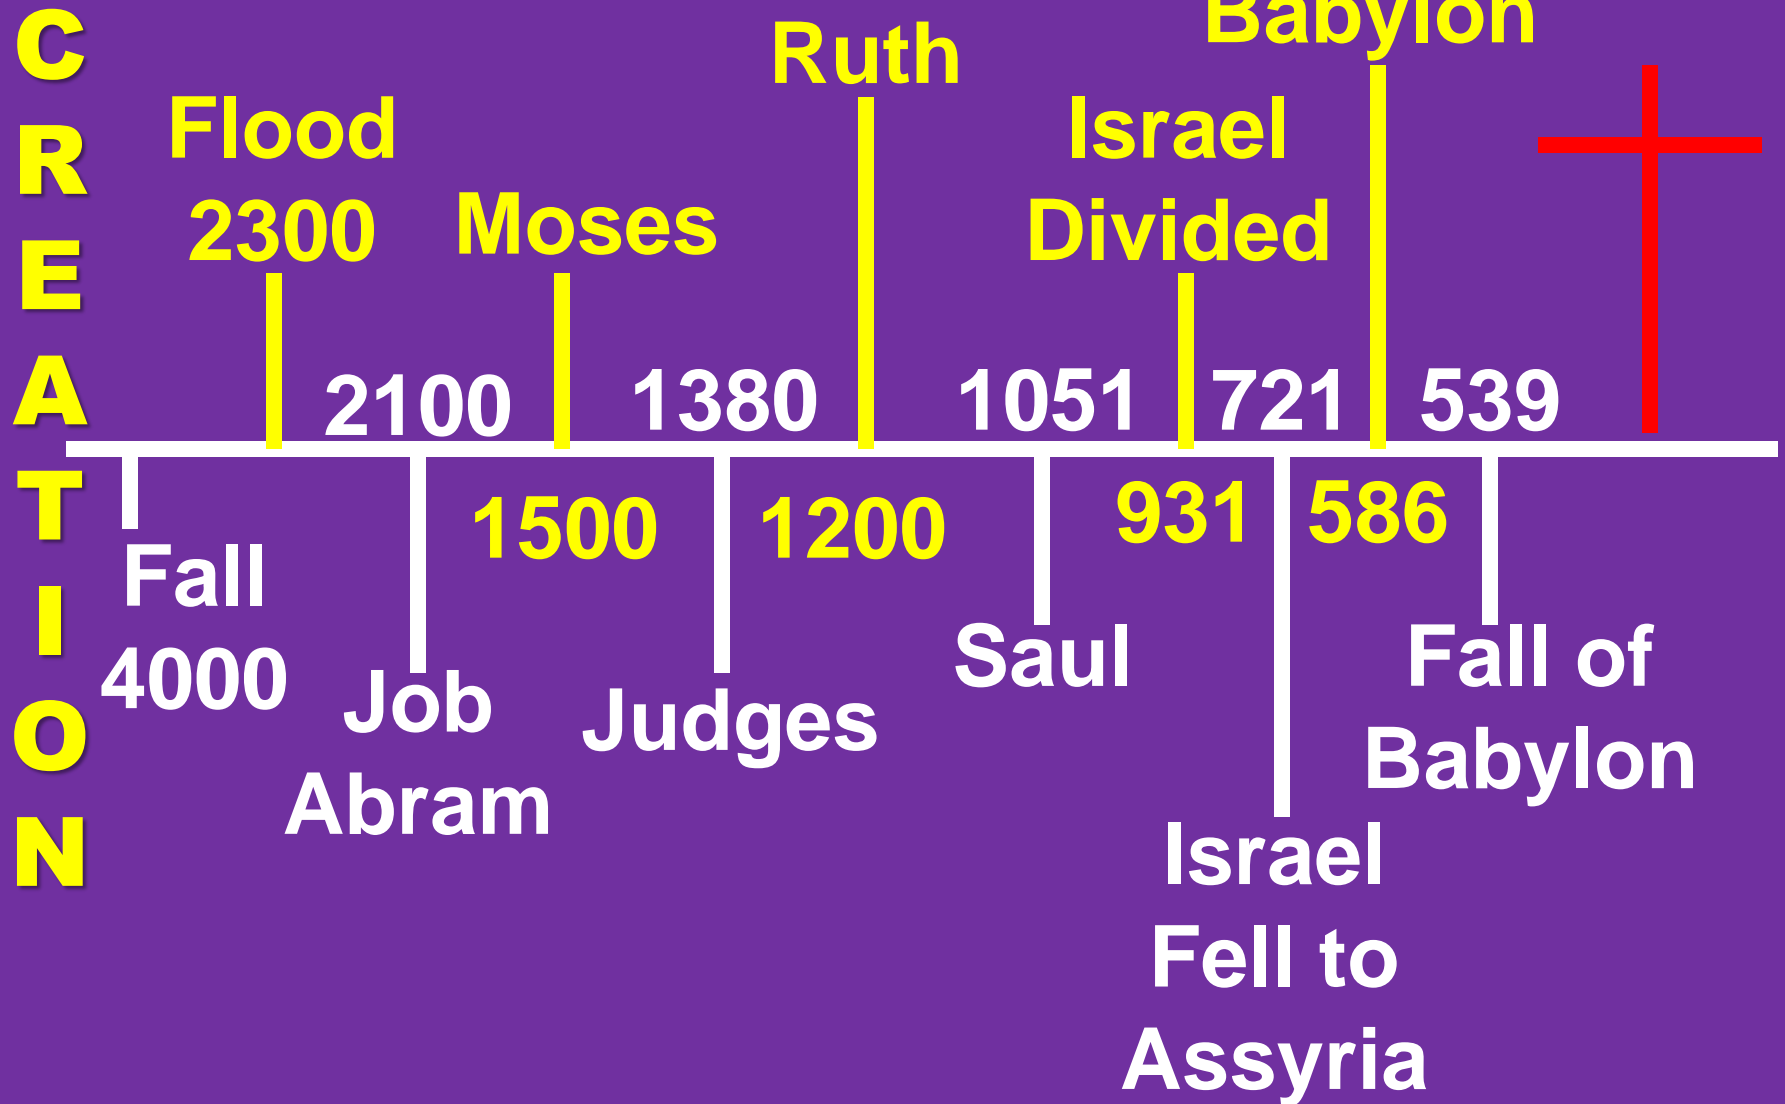 CREATION
Babylon
Ruth
Flood
2300
Moses
Israel
Divided
2100
1380
1051
721
539
1500
1200
931
586
Fall
4000
Job
Abram
Judges
Saul
Fall of
Babylon
Israel
Fell to
Assyria